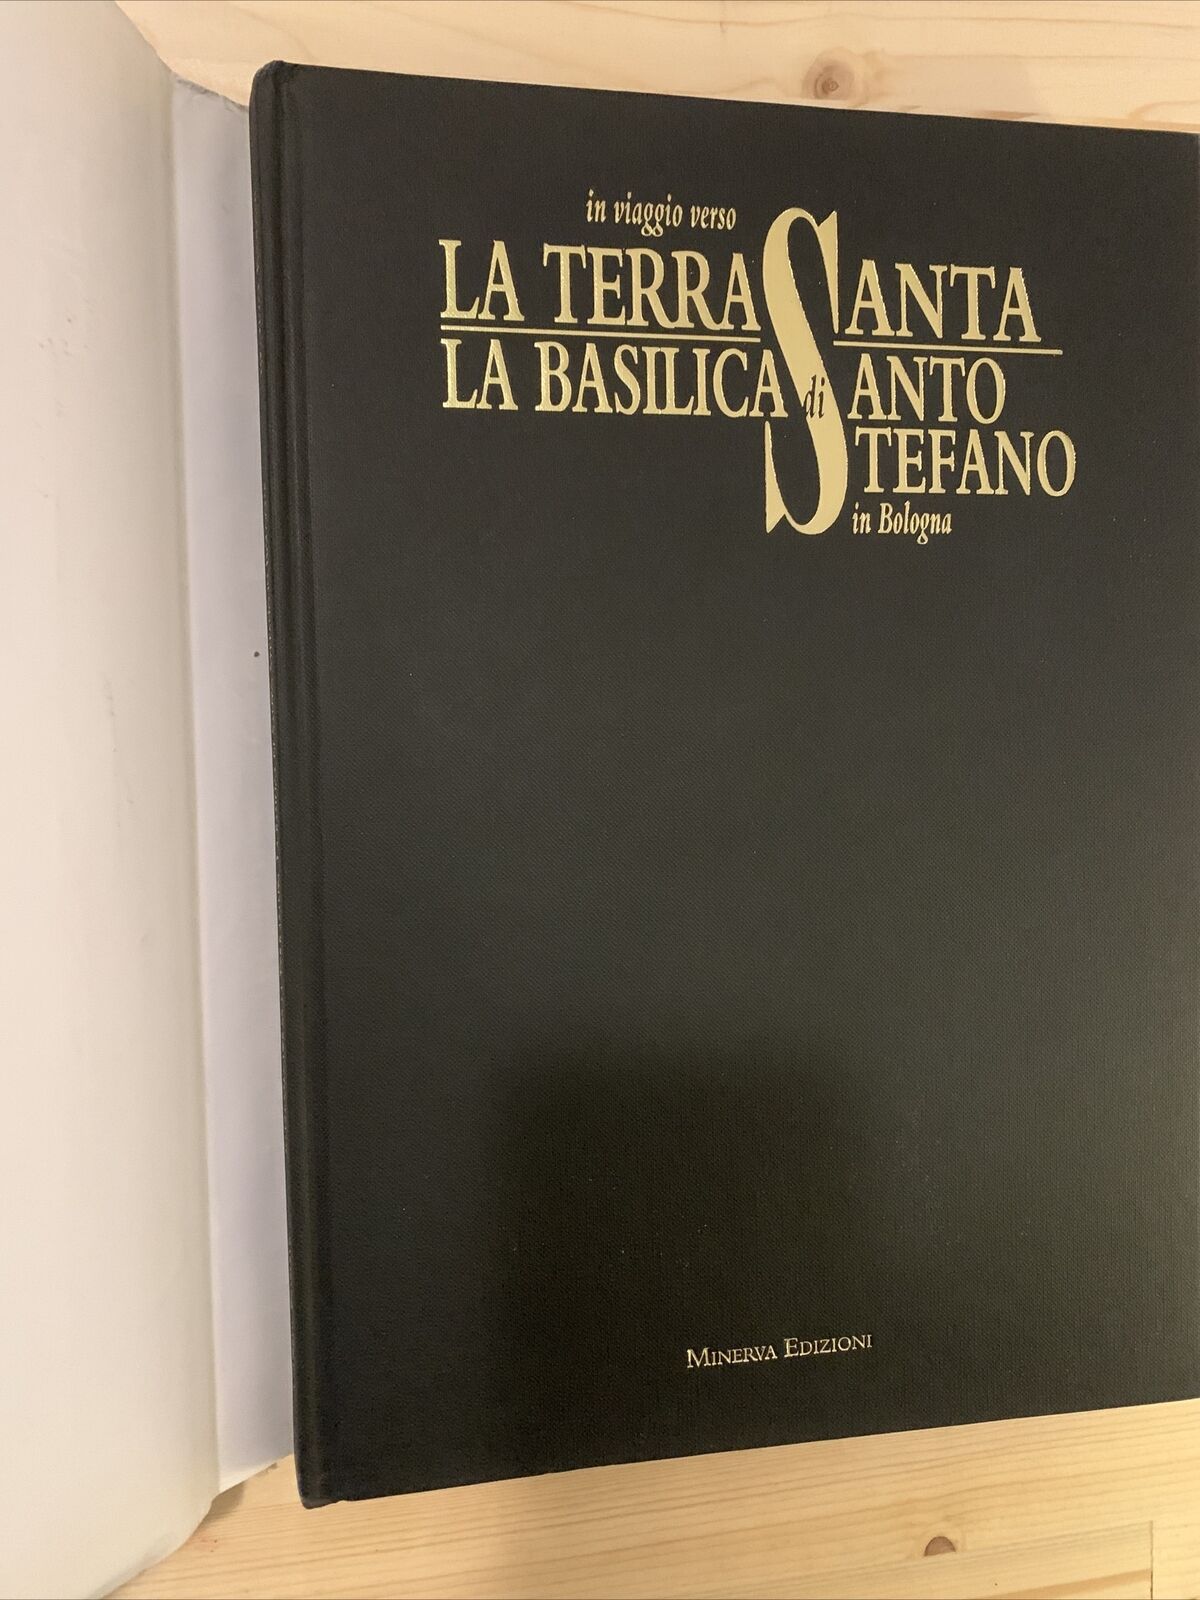 in viaggio verso
LA TERRA SANTA
LA BASILICA di SANTO
STEFANO
in Bologna
MINERVA EDIZIONI